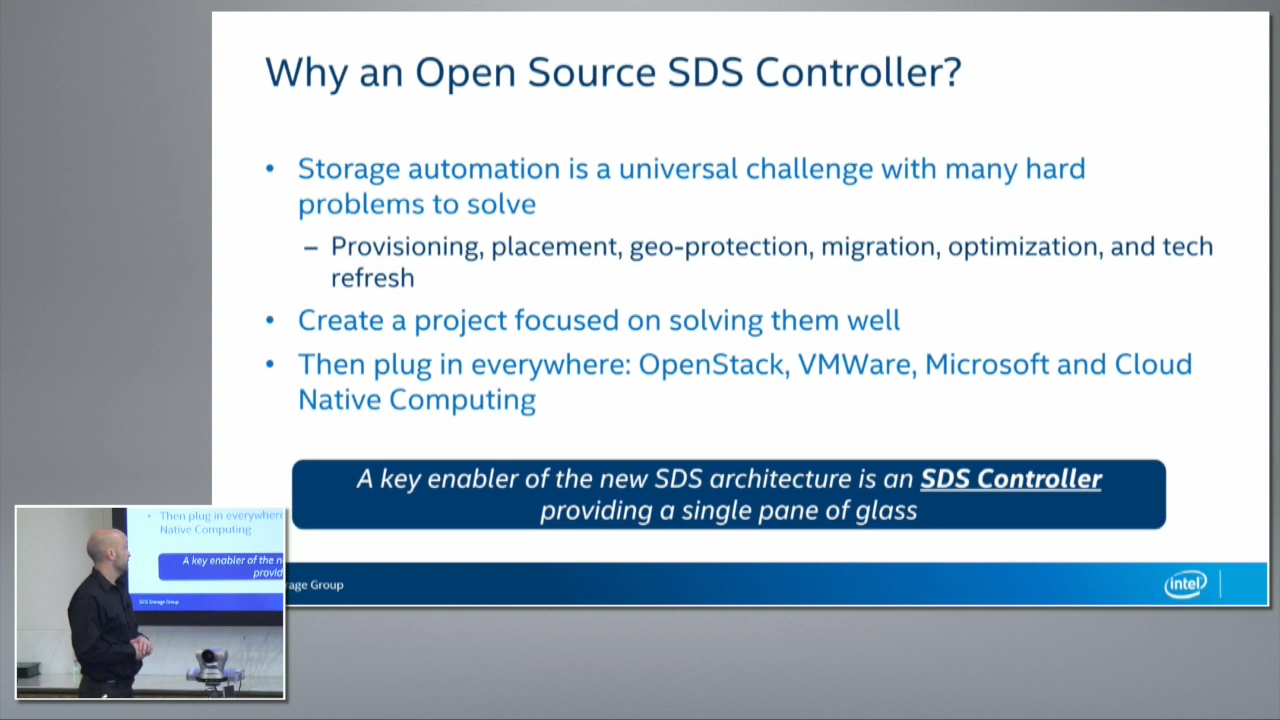 Why an Open Source SDS Controller?
• Storage automation is a universal challenge with many hard
problems to solve
– Provisioning, placement, geo-protection, migration, optimization, and tech
refresh
• Create a project focused on solving them well
• Then plug in everywhere: OpenStack, VMWare, Microsoft and Cloud
Native Computing
A key enabler of the new SDS architecture is an SDS Controller
providing a single pane of glass
rage Group
intel
• Then plug in everywhere
Native Computing
A key enabler of the n
provid
Storage Group